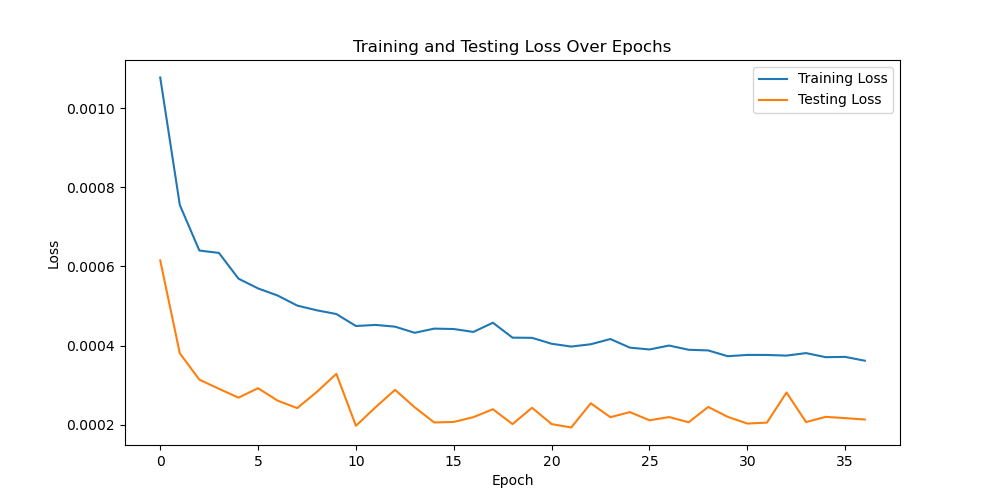 Training and Testing Loss Over Epochs
Training Loss
Testing Loss
0.0010
0.0008
0.0006
0.0004
0.0002
Loss
0 5 10 15 20 25 30 35
Epoch